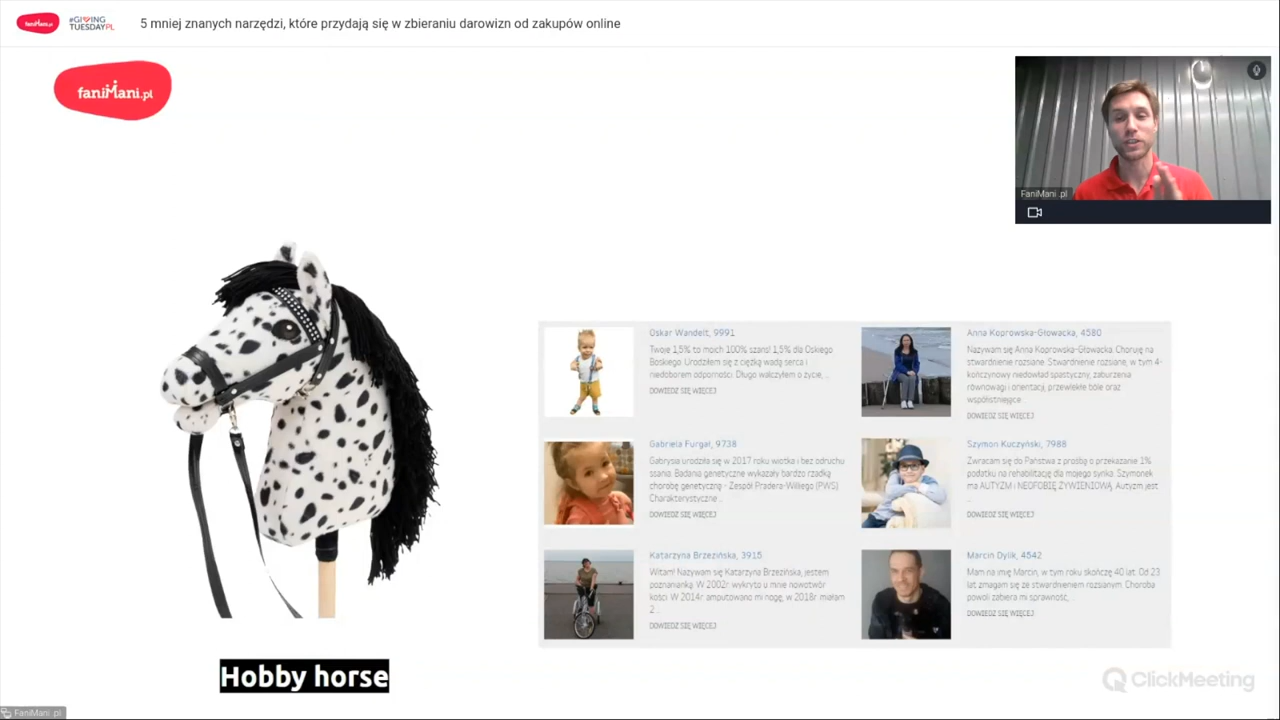 faniMani.pl
#GIVING
TUESDAYPL
5 mniej znanych narzędzi, które przydają się w zbieraniu darowizn od zakupów online
faniMani.pl
FaniMani .pl
Oskar Wandelt, 9991
Twoje 1,5% to moich 100% szans! 1,5% dla Oskiego
Boskiego. Urodziłem się z ciężką wadą serca i
niedoborem odporności. Długo walczyłem o życie, ...
DOWIEDZ SIĘ WIĘCEJ
Anna Koprowska-Głowacka, 4580
Nazywam się Anna Koprowska-Głowacka. Choruję na
stwardnienie rozsiane. Stwardnienie rozsiane, w tym 4-
kończynowy niedowład spastyczny, zaburzenia
równowagi i orientacji, przewlekłe bóle oraz
współistniejące ...
DOWIEDZ SIĘ WIĘCEJ
Gabriela Furgał, 9738
Gabrysia urodziła się w 2017 roku wiotka i bez odruchu
ssania. Badania genetyczne wykazały bardzo rzadką
chorobę genetyczną - Zespół Pradera-Williego (PWS)
Charakterystyczne ...
DOWIEDZ SIĘ WIĘCEJ
Szymon Kuczyński, 7988
Zwracam się do Państwa z prośbą o przekazanie 1%
podatku na rehabilitację dla mojego synka. Szymonek
ma AUTYZM i NEOFOBIĘ ŻYWIENIOWĄ. Autyzm jest
...
DOWIEDZ SIĘ WIĘCEJ
Katarzyna Brzezińska, 3915
Witam! Nazywam się Katarzyna Brzezińska, jestem
poznanianką. W 2002r. wykryto u mnie nowotwór
kości. W 2014r amputowano mi nogę, w 2018r miałam
2 ...
DOWIEDZ SIĘ WIĘCEJ
Marcin Dylik, 4542
Mam na imię Marcin, w tym roku skończę 40 lat. Od 23
lat zmagam się ze stwardnieniem rozsianym. Choroba
powoli zabiera mi sprawność,
DOWIEDZ SIĘ WIĘCEJ
Hobby horse
ClickMeeting
FaniMani .pl